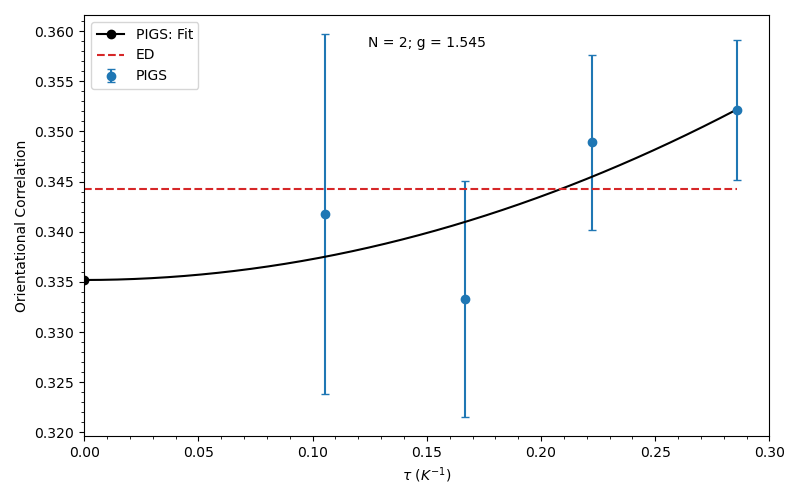 N = 2; g = 1.545
PIGS: Fit
ED
PIGS
Orientational Correlation
0.360
0.355
0.350
0.345
0.340
0.335
0.330
0.325
0.320
0.00 0.05 0.10 0.15 0.20 0.25 0.30
τ (K⁻¹)